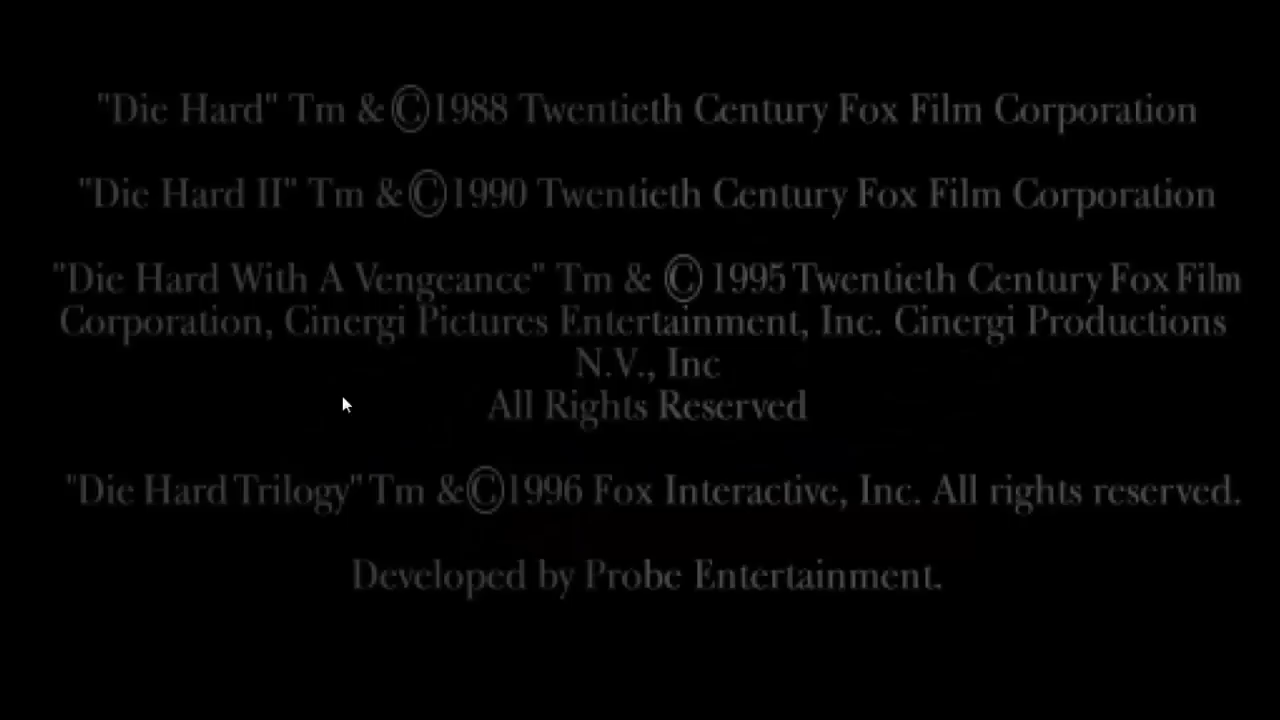 "Die Hard" Tm & ©1988 Twentieth Century Fox Film Corporation
"Die Hard II" Tm & ©1990 Twentieth Century Fox Film Corporation
"Die Hard With A Vengeance" Tm & © 1995 Twentieth Century Fox Film
Corporation, Cinergi Pictures Entertainment, Inc. Cinergi Productions
N.V., Inc
All Rights Reserved
"Die Hard Trilogy" Tm &©1996 Fox Interactive, Inc. All rights reserved.
Developed by Probe Entertainment.